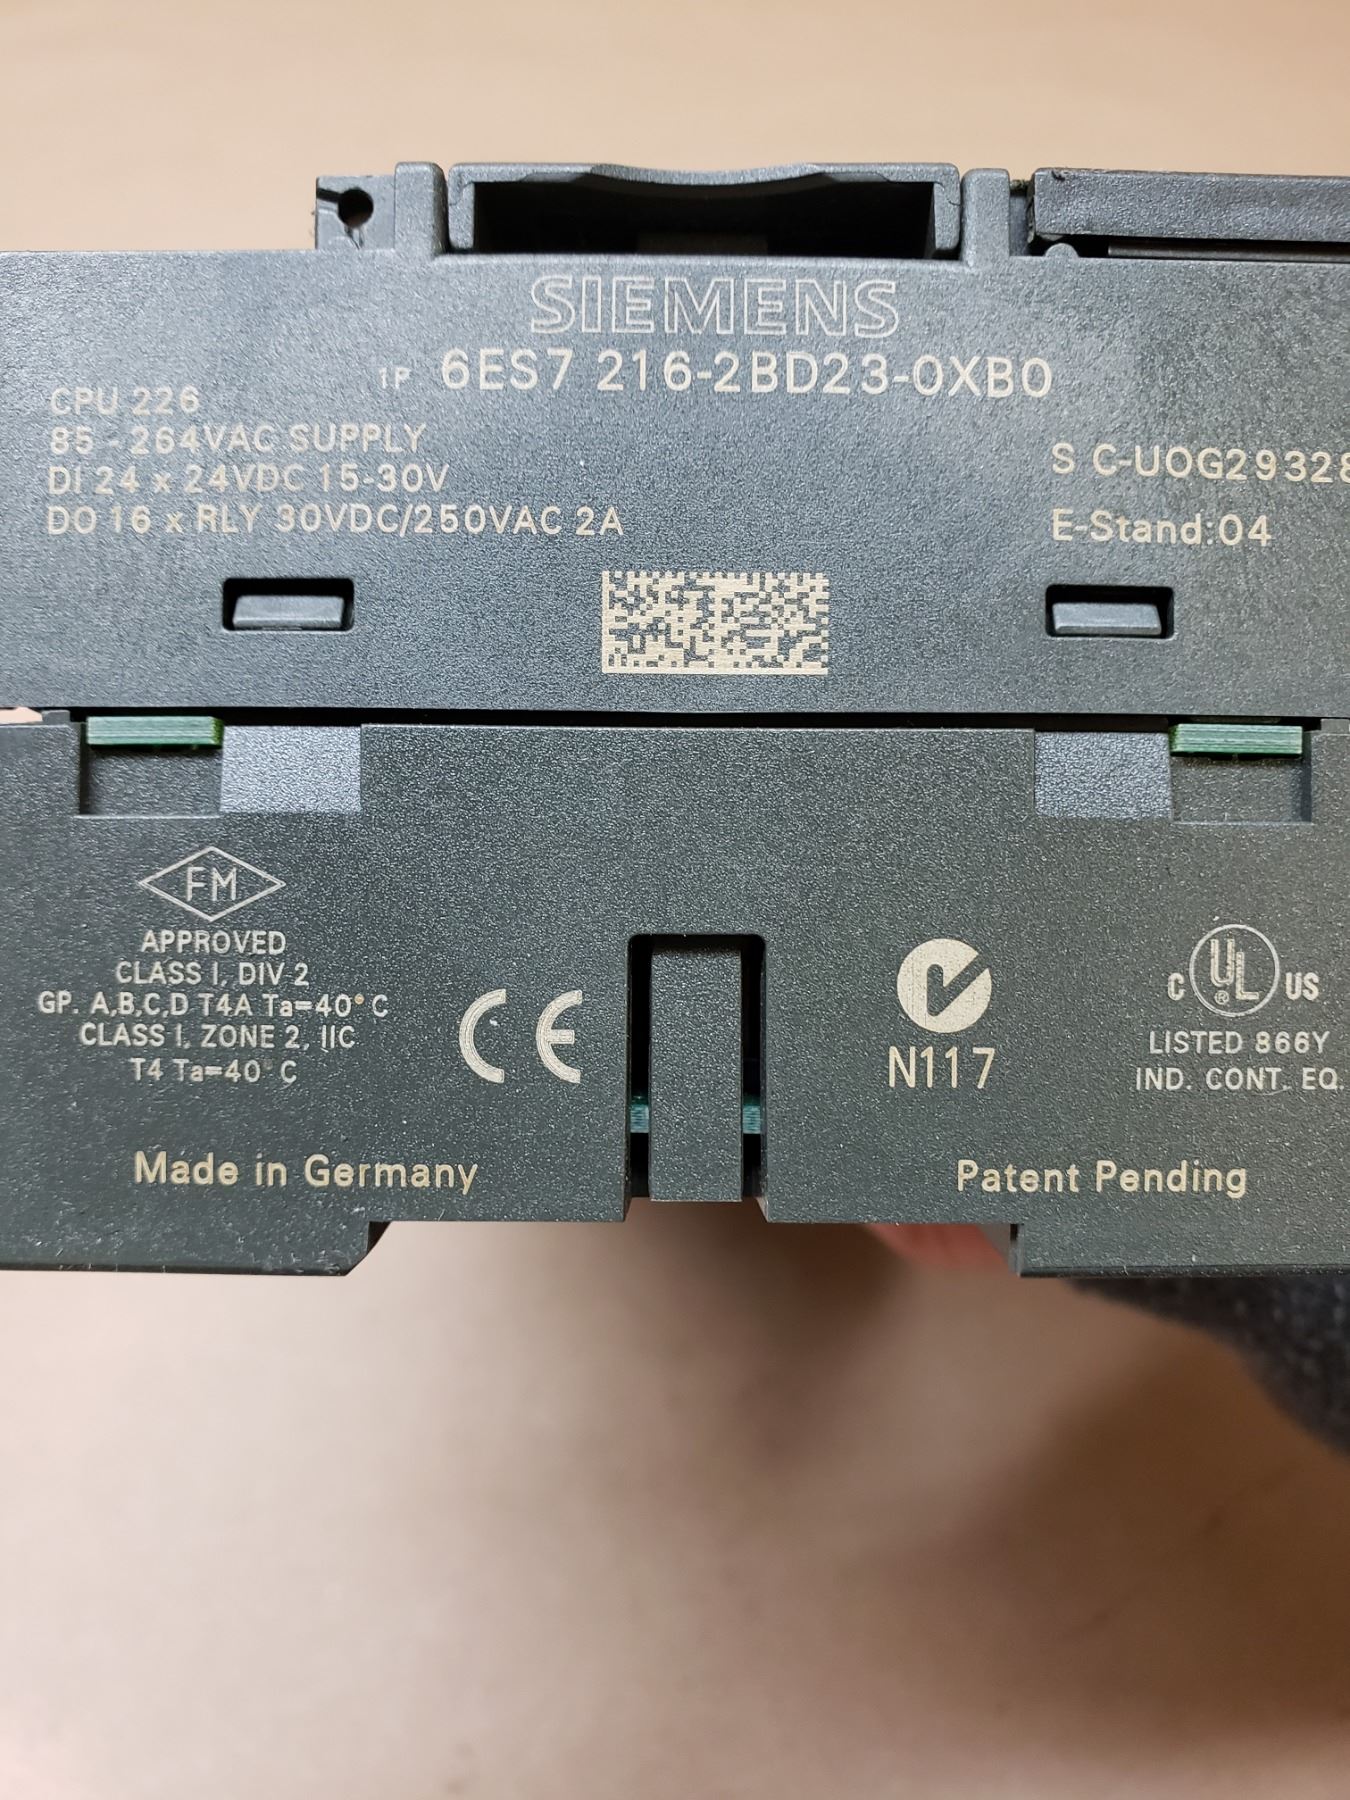 SIEMENS
1P 6ES7 216-2BD23-0XB0
CPU 226
85 - 264VAC SUPPLY
DI 24 x 24VDC 15-30V
DO 16 x RLY 30VDC/250VAC 2A
S C-U0G29328
E-Stand:04
FM
APPROVED
CLASS I, DIV 2
GP. A,B,C,D T4A Ta=40° C
CLASS I, ZONE 2, IIC
T4 Ta=40° C
CE
N117
C UL ® US
LISTED 866Y
IND. CONT. EQ.
Made in Germany
Patent Pending